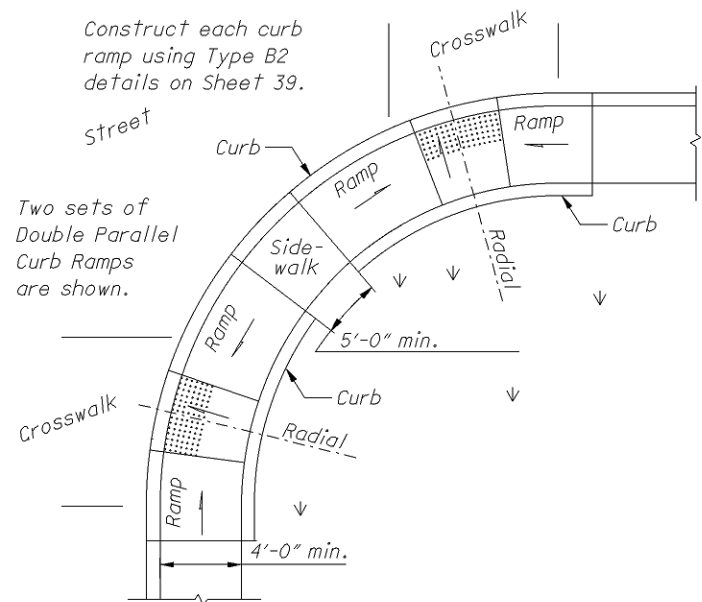 Construct each curb
ramp using Type B2
details on Sheet 39.
Crosswalk
Street
Curb
Ramp
Ramp
Two sets of
Double Parallel
Curb Ramps
are shown.
Side-
walk
Radial
Curb
Ramp
5'-0" min.
Curb
Crosswalk
Radial
Ramp
4'-0" min.